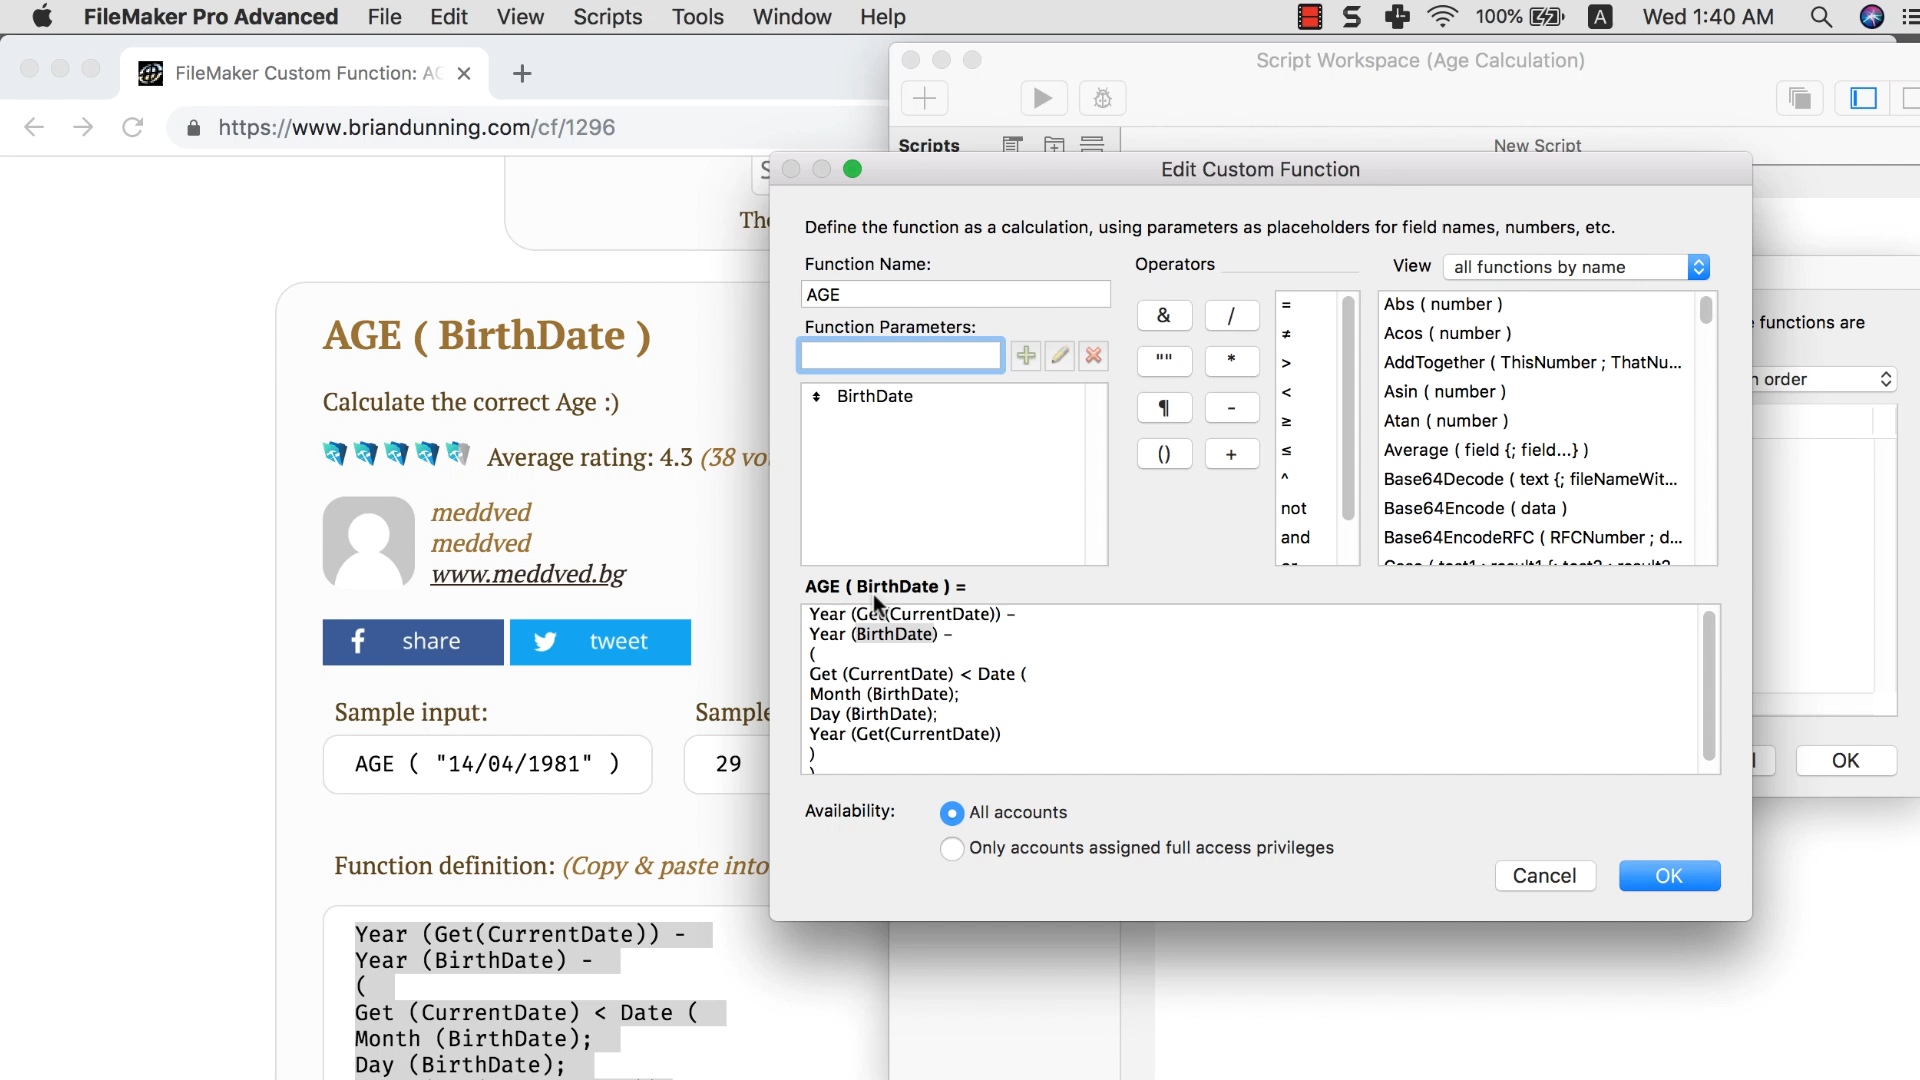 FileMaker Pro Advanced File Edit View Scripts Tools Window Help 100% A Wed 1:40 AM
FileMaker Custom Function: AG
https://www.briandunning.com/cf/1296
Script Workspace (Age Calculation)
Scripts
New Script
The
AGE ( BirthDate )
Calculate the correct Age :)
Average rating: 4.3 (38 vo
meddved
meddved
www.meddved.bg
f share
tweet
Sample input:
Sample
AGE ( "14/04/1981" )
29
Function definition: (Copy & paste into
Year (Get(CurrentDate)) -
Year (BirthDate) -
(
Get (CurrentDate) < Date (
Month (BirthDate);
Day (BirthDate);
Edit Custom Function
Define the function as a calculation, using parameters as placeholders for field names, numbers, etc.
Function Name:
AGE
Function Parameters:
BirthDate
Operators
& /
"" *
¶ -
() +
=
≠
>
<
≥
≤
^
not
and
or
View all functions by name
Abs ( number )
Acos ( number )
AddTogether ( ThisNumber ; ThatNu...
Asin ( number )
Atan ( number )
Average ( field {; field...} )
Base64Decode ( text {; fileNameWit...
Base64Encode ( data )
Base64EncodeRFC ( RFCNumber ; d...
Case ( test1 ; result1 {; test2 ; result2
AGE ( BirthDate ) =
Year (Get(CurrentDate)) -
Year (BirthDate) -
(
Get (CurrentDate) < Date (
Month (BirthDate);
Day (BirthDate);
Year (Get(CurrentDate))
)
)
Availability:
All accounts
Only accounts assigned full access privileges
Cancel
OK
functions are
order
OK